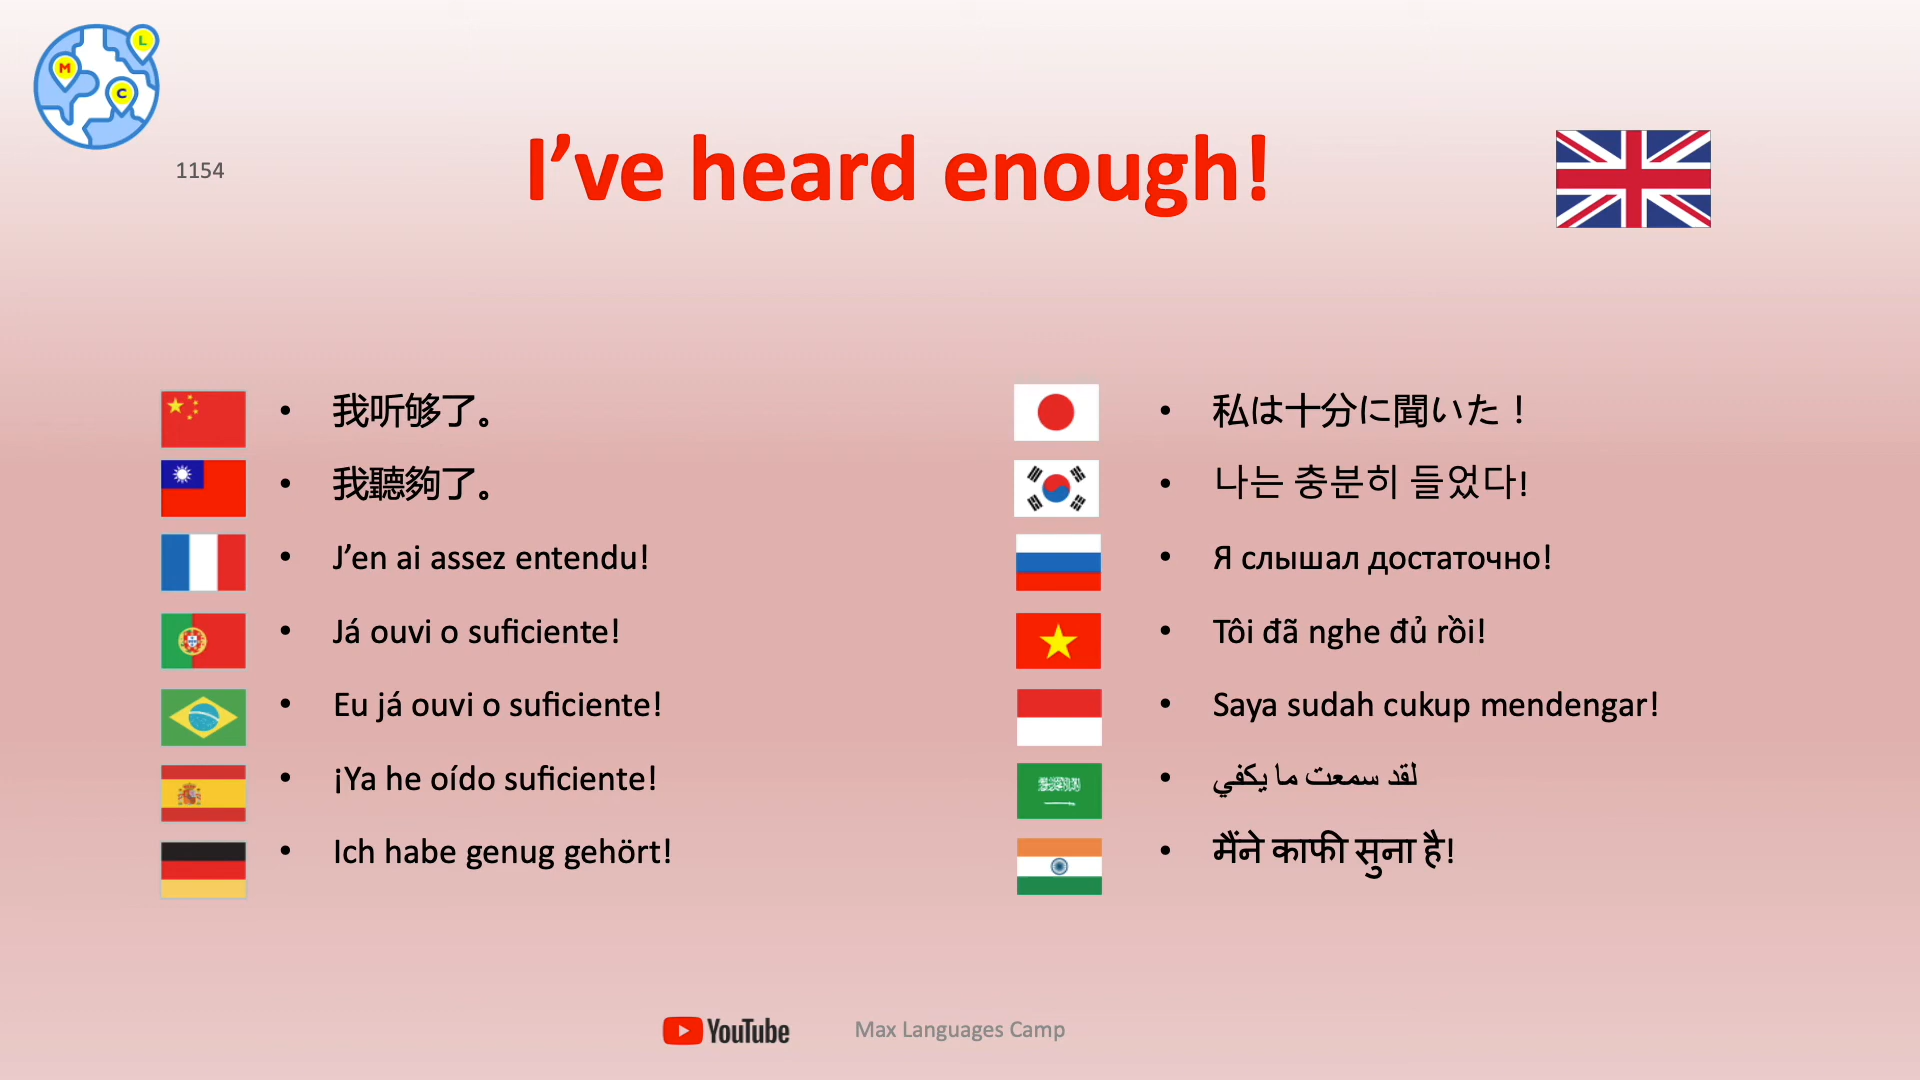 L
M
C
1154
I’ve heard enough!
• 我听够了。
• 我聽夠了。
• J’en ai assez entendu!
• Já ouvi o suficiente!
• Eu já ouvi o suficiente!
• ¡Ya he oído suficiente!
• Ich habe genug gehört!
• 私は十分に聞いた！
• 나는 충분히 들었다!
• Я слышал достаточно!
• Tôi đã nghe đủ rồi!
• Saya sudah cukup mendengar!
• لقد سمعت ما يكفي
• मैंने काफी सुना है!
YouTube
Max Languages Camp